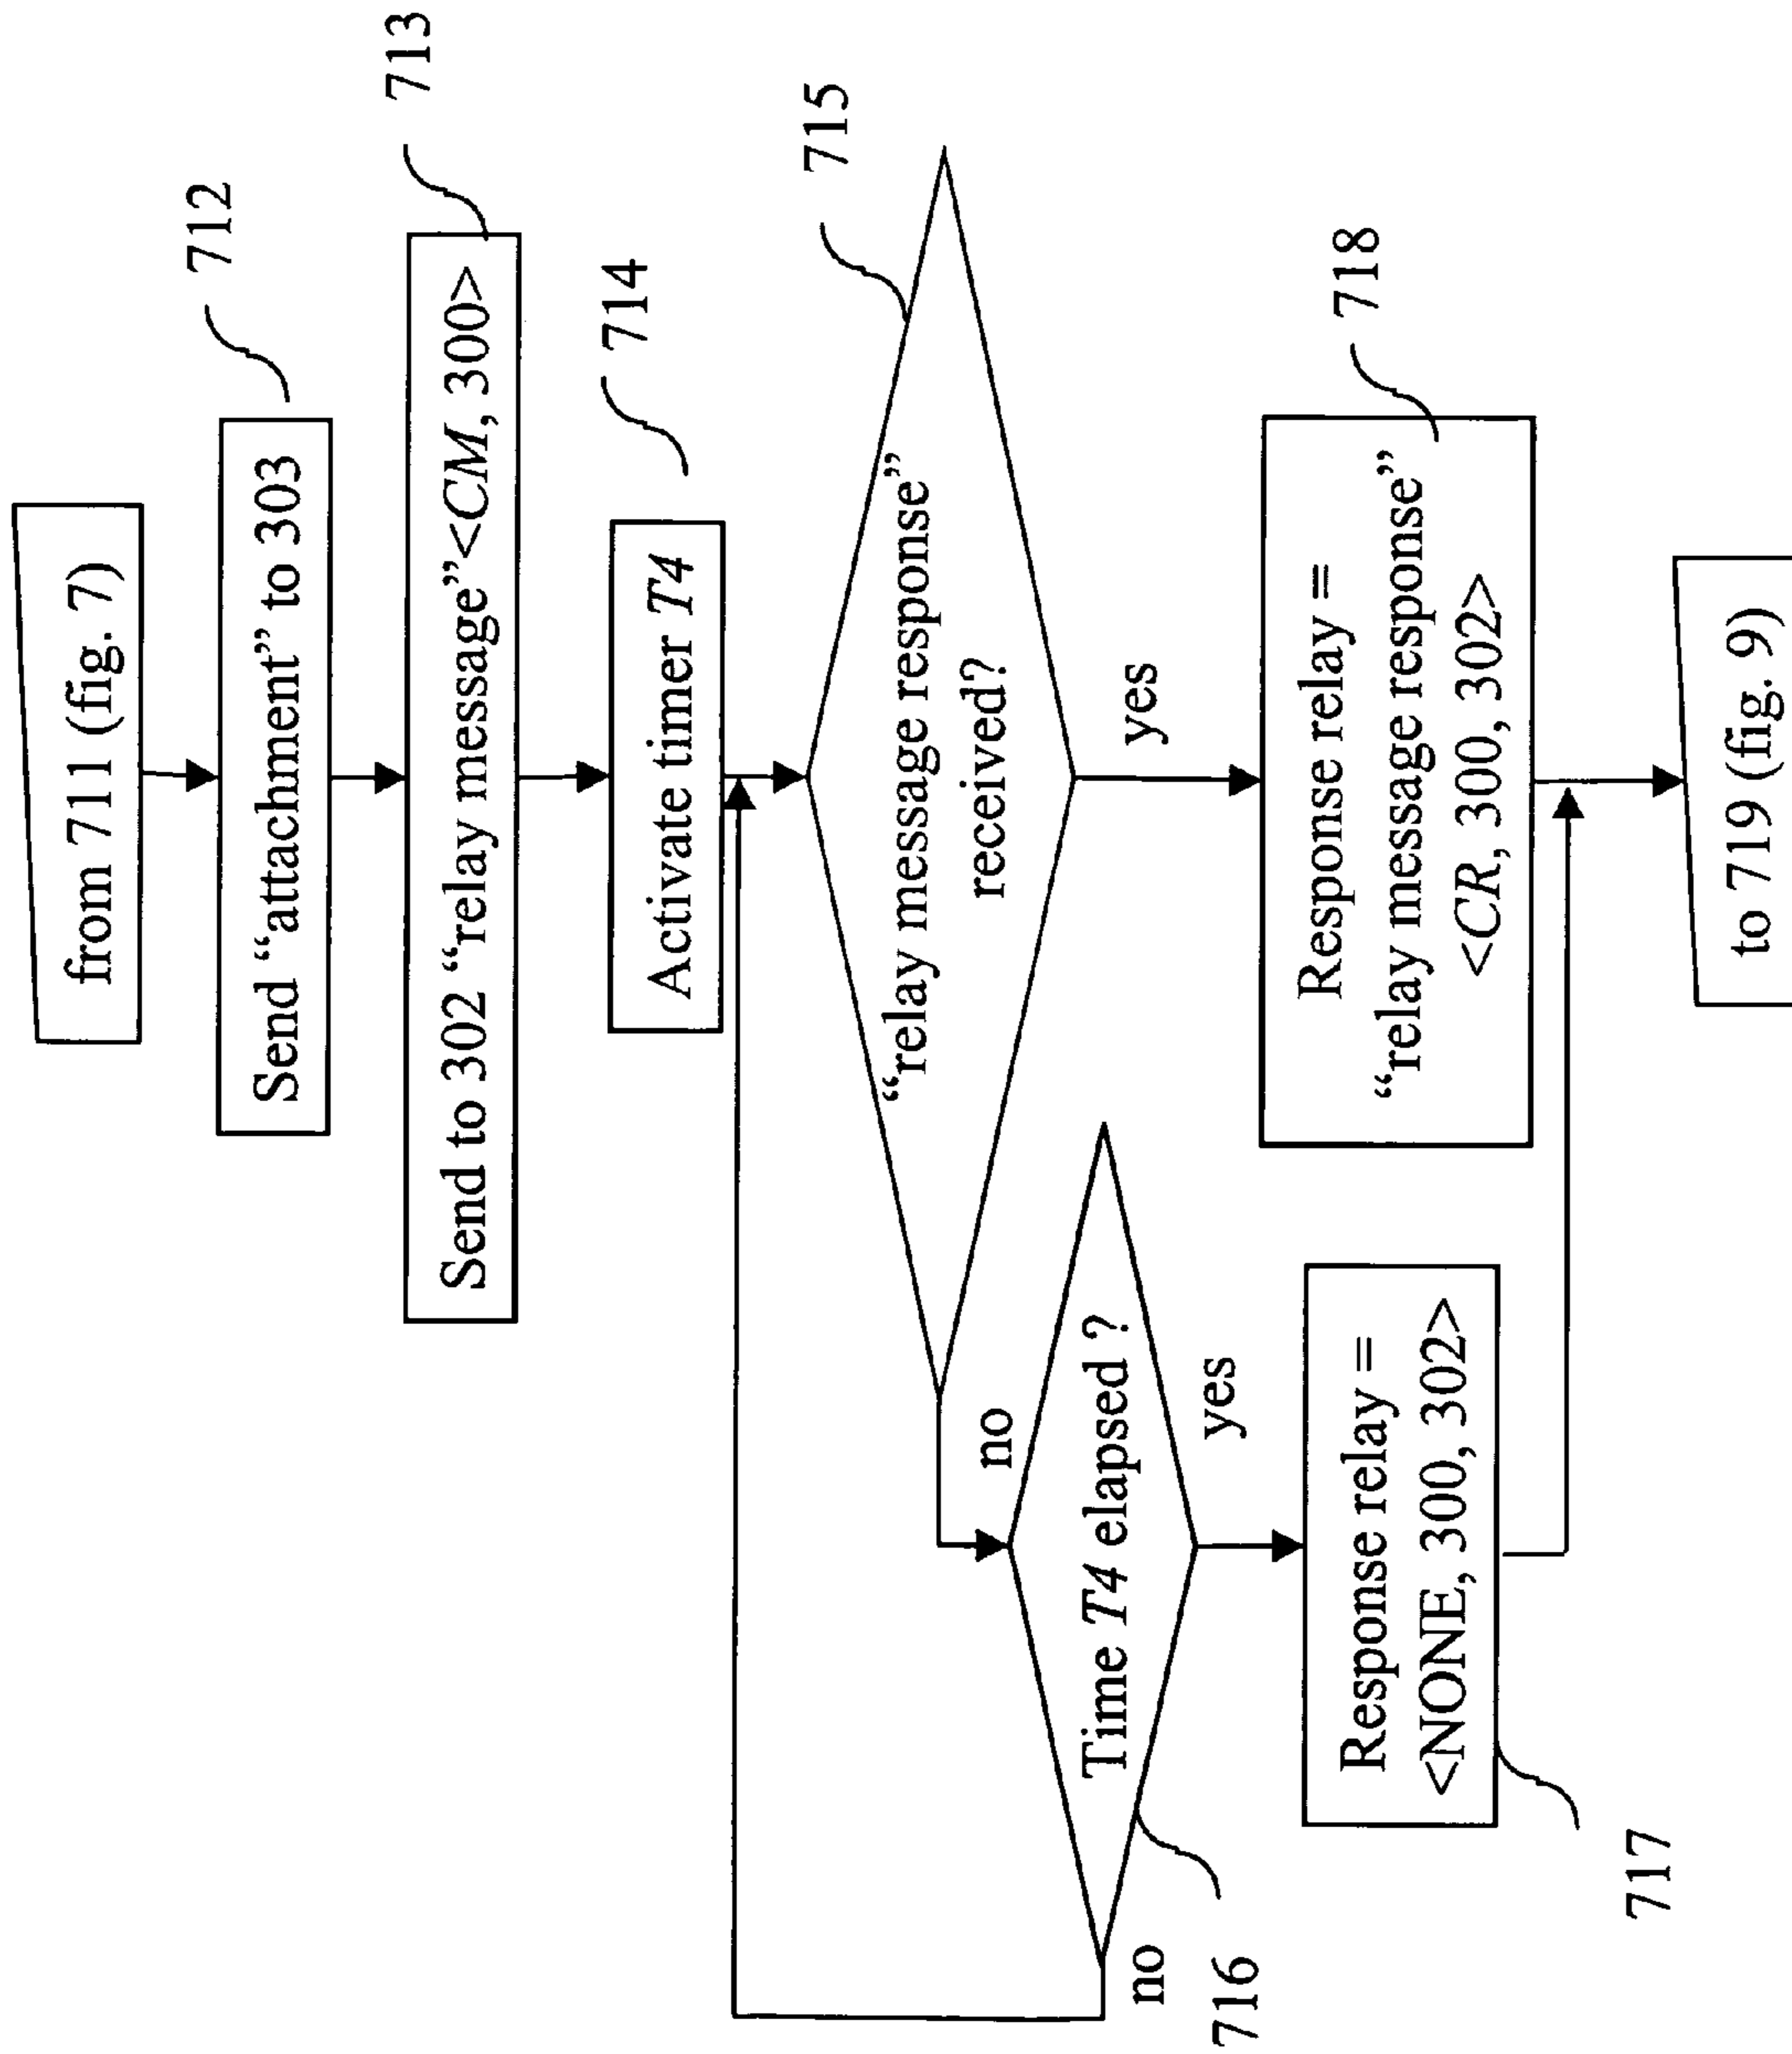 from 711 (fig. 7)
712
Send “attachment” to 303
713
Send to 302 “relay message”<CM, 300>
714
Activate timer T4
715
“relay message response”
received?
no
yes
Time T4 elapsed ?
no
716
yes
718
Response relay =
“relay message response”
<CR, 300, 302>
Response relay =
<NONE, 300, 302>
717
to 719 (fig. 9)